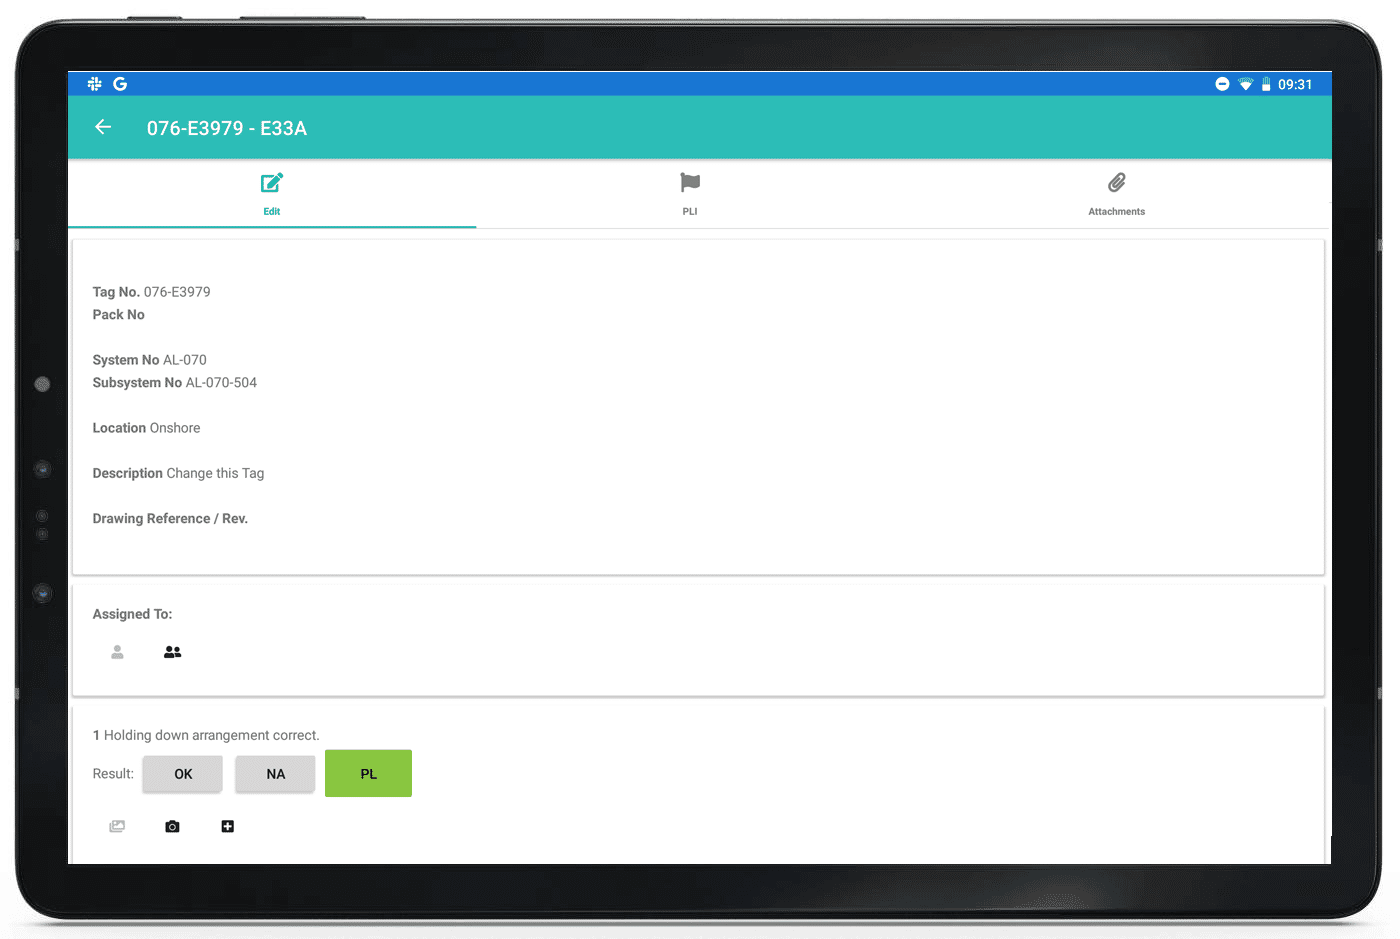 09:31
076-E3979 - E33A
Edit
PLI
Attachments
Tag No. 076-E3979
Pack No
System No AL-070
Subsystem No AL-070-504
Location Onshore
Description Change this Tag
Drawing Reference / Rev.
Assigned To:
1 Holding down arrangement correct.
Result: OK NA PL